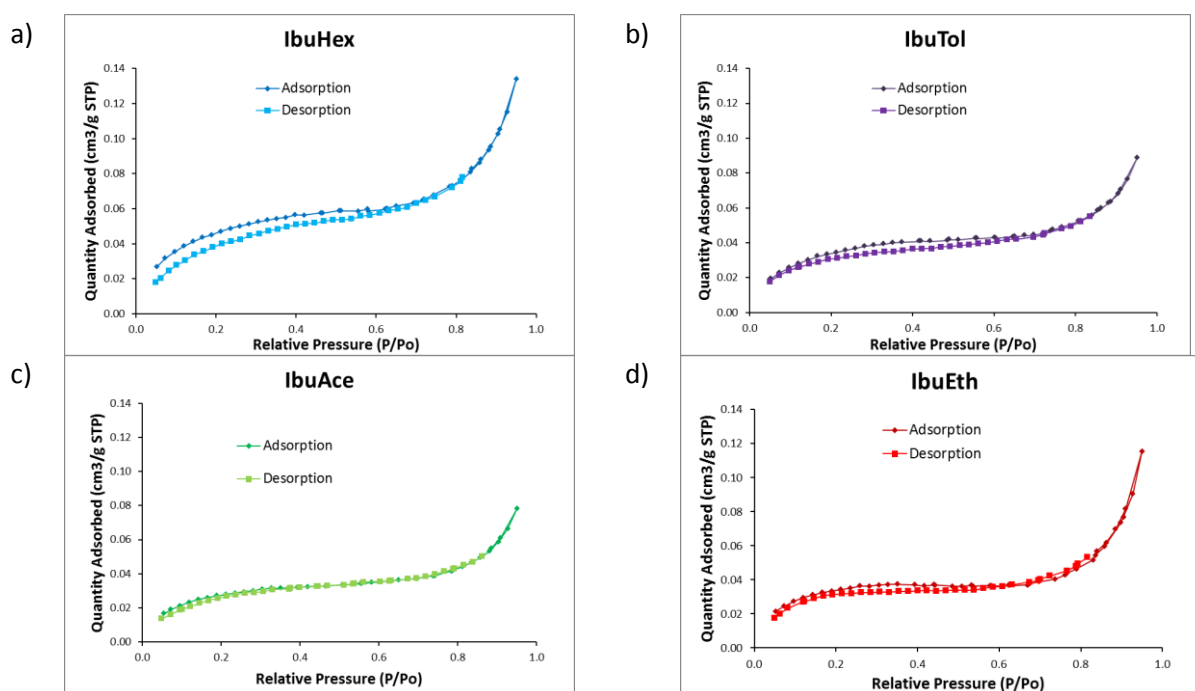 a)
IbuHex
Quantity Adsorbed (cm3/g STP)
0.14
0.12
0.10
0.08
0.06
0.04
0.02
0.00
Adsorption
Desorption
0.0 0.2 0.4 0.6 0.8 1.0
Relative Pressure (P/Po)
b)
IbuTol
Quantity Adsorbed (cm3/g STP)
0.14
0.12
0.10
0.08
0.06
0.04
0.02
0.00
Adsorption
Desorption
0.0 0.2 0.4 0.6 0.8 1.0
Relative Pressure (P/Po)
c)
IbuAce
Quantity Adsorbed (cm3/g STP)
0.14
0.12
0.10
0.08
0.06
0.04
0.02
0.00
Adsorption
Desorption
0.0 0.2 0.4 0.6 0.8 1.0
Relative Pressure (P/Po)
d)
IbuEth
Quantity Adsorbed (cm3/g STP)
0.14
0.12
0.10
0.08
0.06
0.04
0.02
0.00
Adsorption
Desorption
0.0 0.2 0.4 0.6 0.8 1.0
Relative Pressure (P/Po)